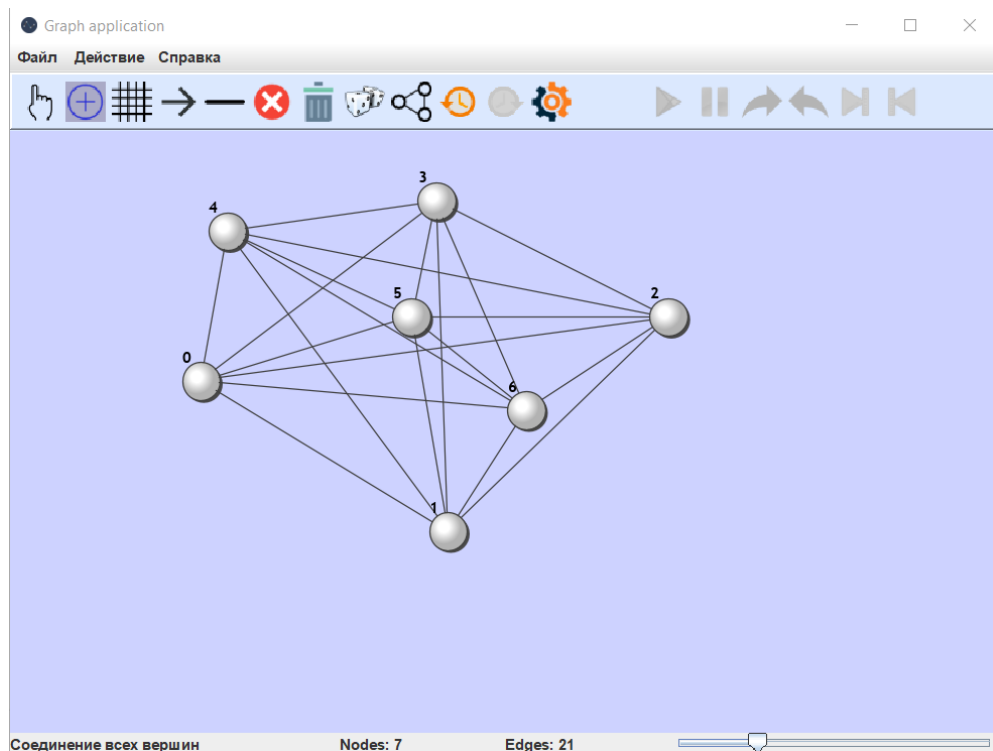 Graph application
Файл Действие Справка
3
4
5
2
0
6
1
Соединение всех вершин Nodes: 7 Edges: 21